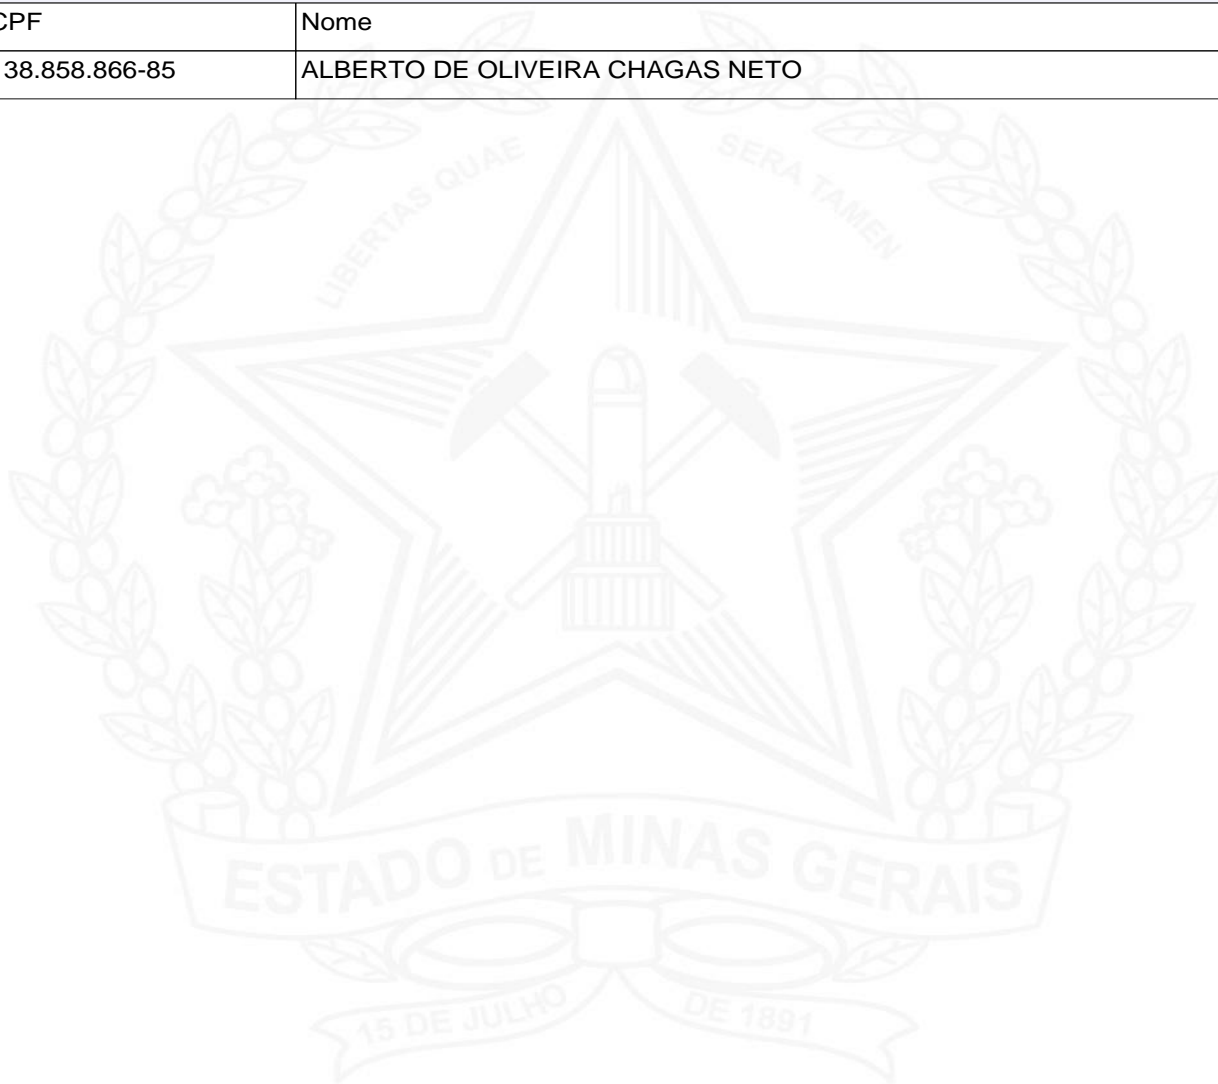 CPF Nome
38.858.866-85 ALBERTO DE OLIVEIRA CHAGAS NETO
LIBERTAS QUAE SERA TAMEN
ESTADO DE MINAS GERAIS
15 DE JULHO DE 1891